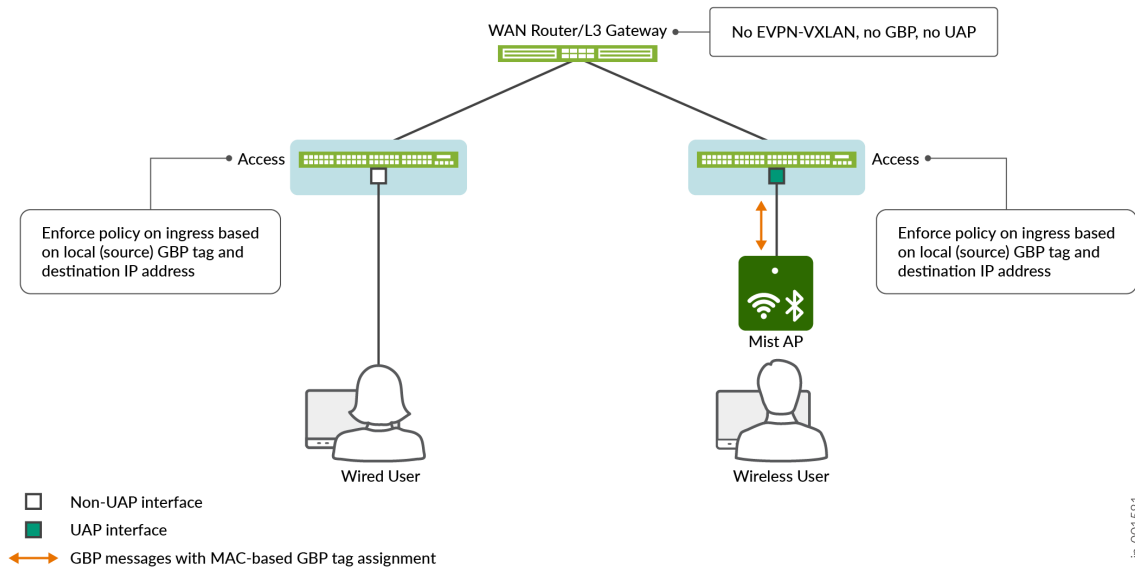 WAN Router/L3 Gateway
No EVPN-VXLAN, no GBP, no UAP
Access
Access
Enforce policy on ingress based
on local (source) GBP tag and
destination IP address
Enforce policy on ingress based
on local (source) GBP tag and
destination IP address
Mist AP
Wired User
Wireless User
Non-UAP interface
UAP interface
GBP messages with MAC-based GBP tag assignment